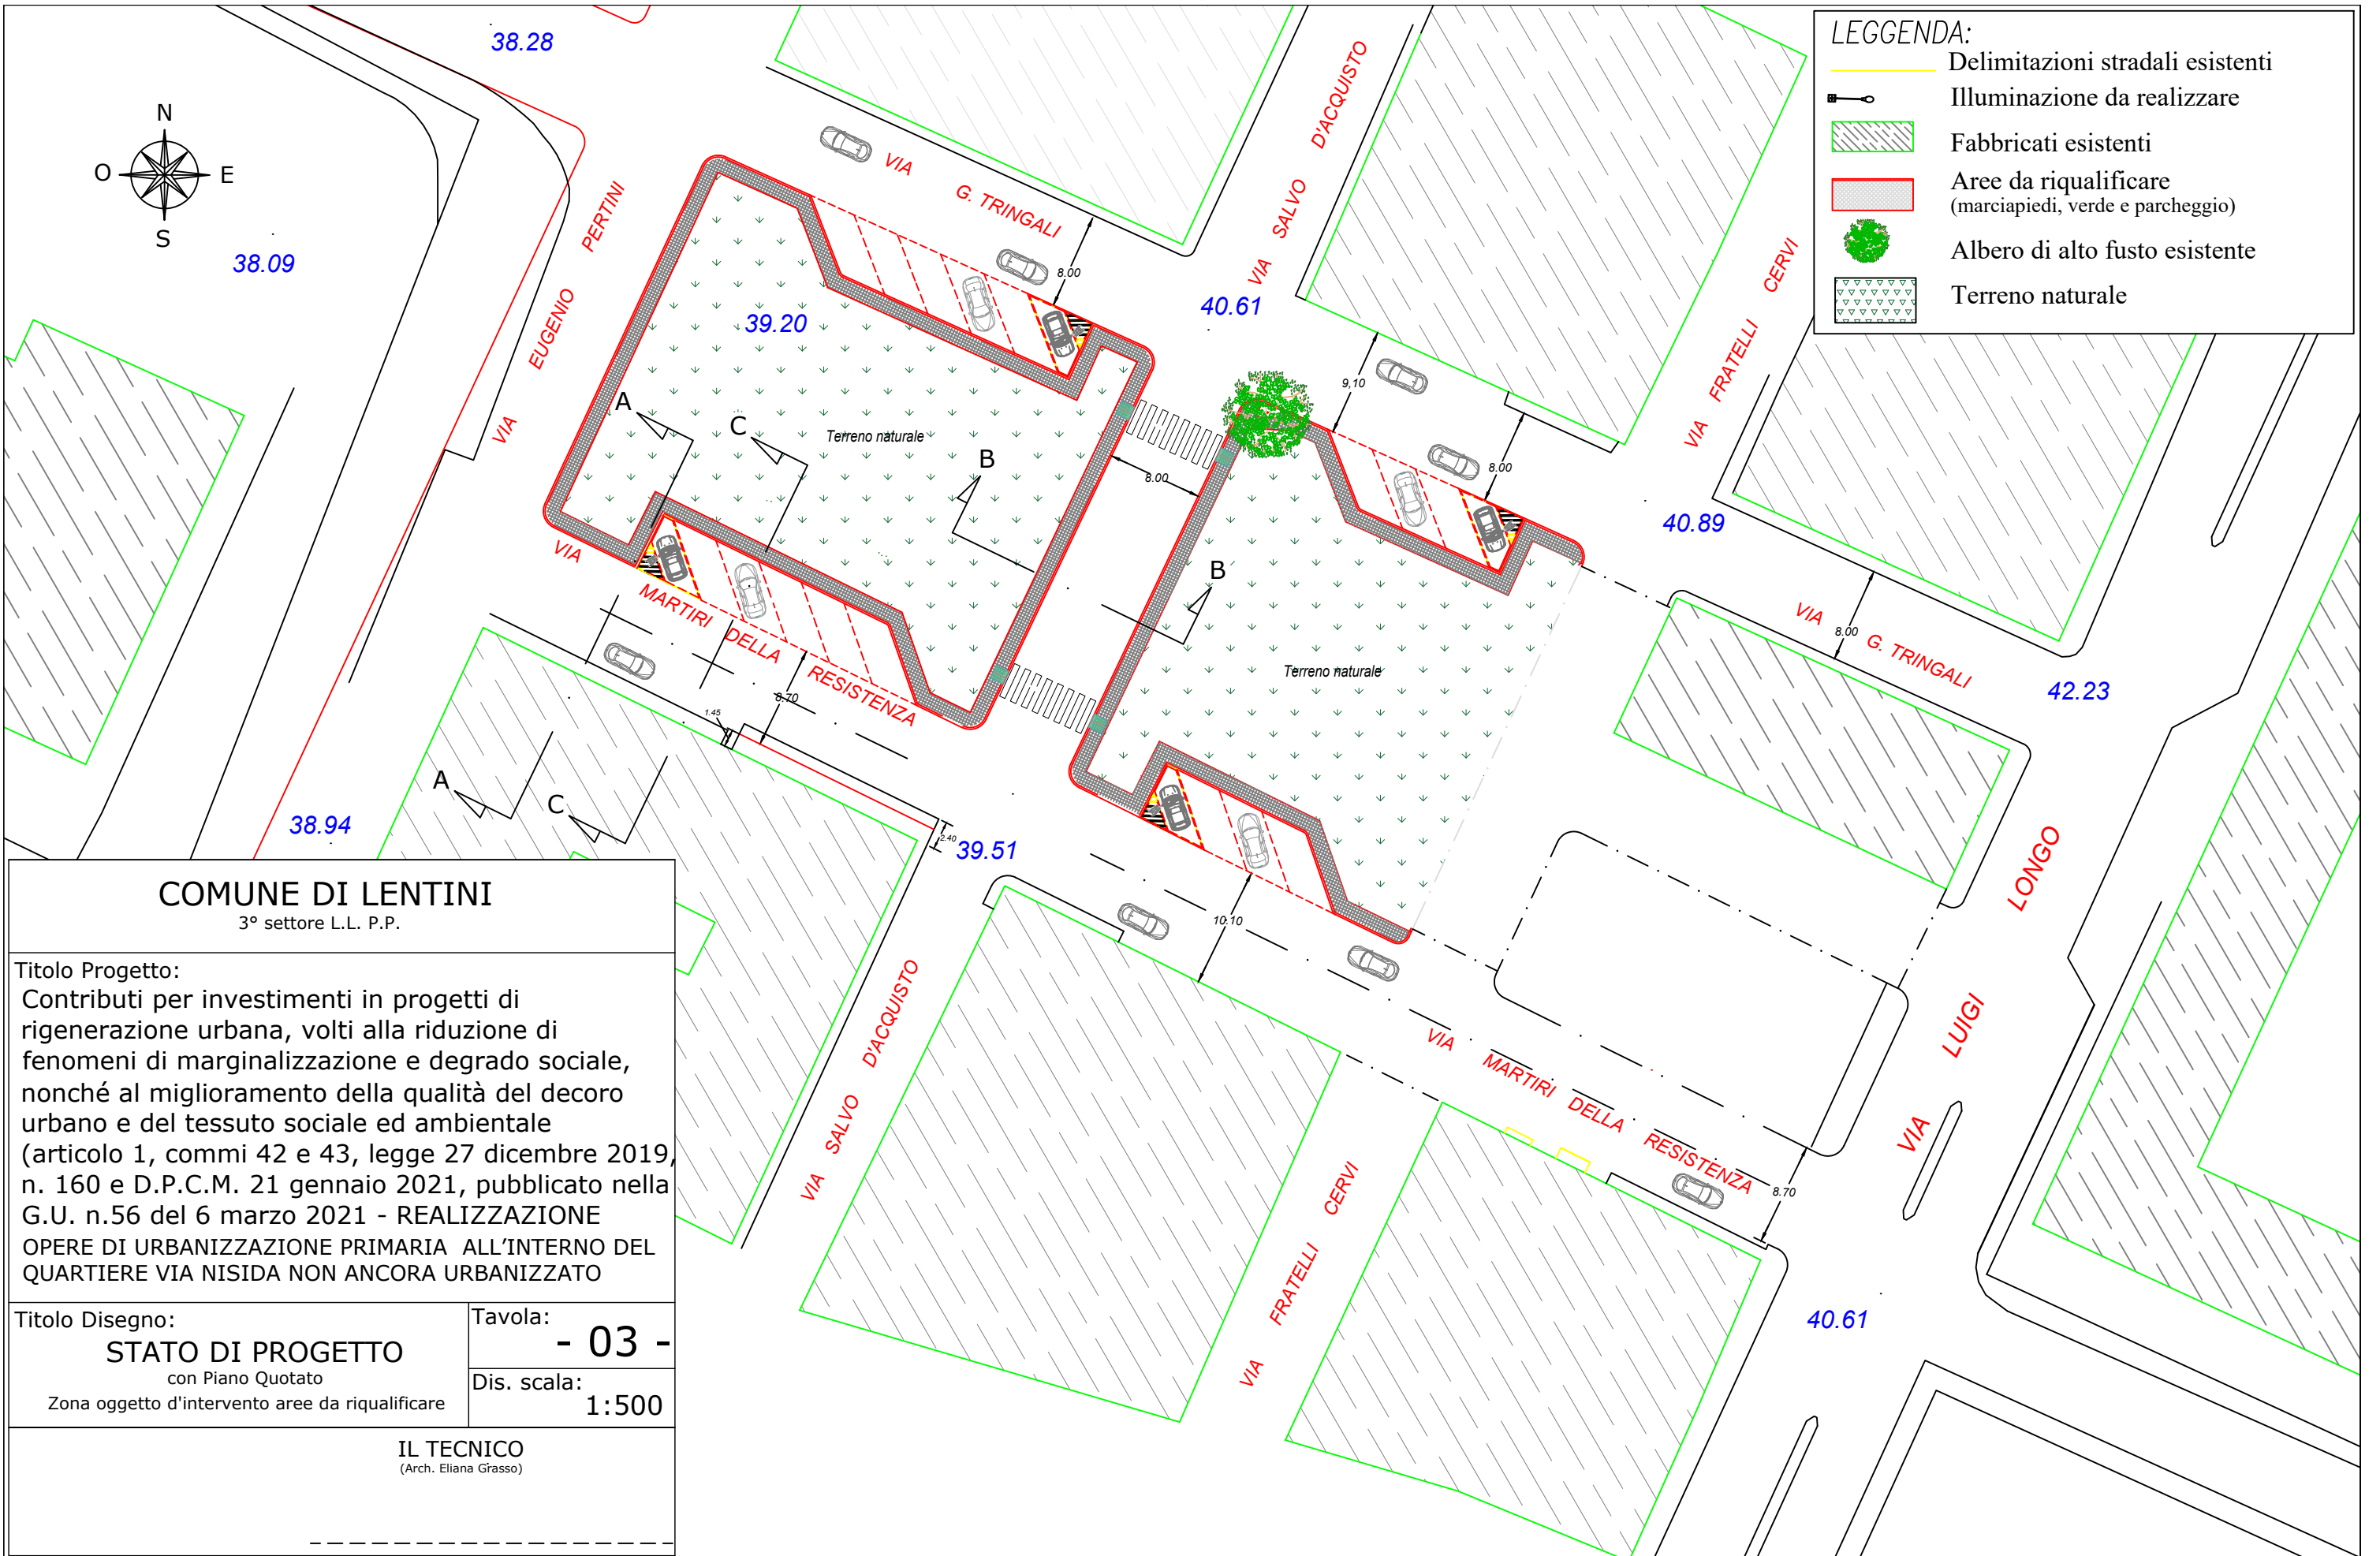 LEGGENDA:
Delimitazioni stradali esistenti
Illuminazione da realizzare
Fabbricati esistenti
Aree da riqualificare
(marciapiedi, verde e parcheggio)
Albero di alto fusto esistente
Terreno naturale
N
O
E
S
38.28
38.09
39.20
40.61
40.89
42.23
38.94
39.51
40.61
VIA EUGENIO PERTINI
VIA G. TRINGALI
VIA SALVO D'ACQUISTO
VIA FRATELLI CERVI
8.00
9,10
8.00
8.00
8.00
A
C
B
B
A
C
Terreno naturale
Terreno naturale
VIA MARTIRI DELLA RESISTENZA
8.70
1.45
2.40
10.10
VIA G. TRINGALI
VIA LUIGI LONGO
VIA SALVO D'ACQUISTO
VIA FRATELLI CERVI
VIA MARTIRI DELLA RESISTENZA
8.70
COMUNE DI LENTINI
3° settore L.L. P.P.
Titolo Progetto:
Contributi per investimenti in progetti di
rigenerazione urbana, volti alla riduzione di
fenomeni di marginalizzazione e degrado sociale,
nonché al miglioramento della qualità del decoro
urbano e del tessuto sociale ed ambientale
(articolo 1, commi 42 e 43, legge 27 dicembre 2019,
n. 160 e D.P.C.M. 21 gennaio 2021, pubblicato nella
G.U. n.56 del 6 marzo 2021 - REALIZZAZIONE
OPERE DI URBANIZZAZIONE PRIMARIA ALL'INTERNO DEL
QUARTIERE VIA NISIDA NON ANCORA URBANIZZATO
Titolo Disegno:
STATO DI PROGETTO
con Piano Quotato
Zona oggetto d'intervento aree da riqualificare
Tavola:
- 03 -
Dis. scala:
1:500
IL TECNICO
(Arch. Eliana Grasso)